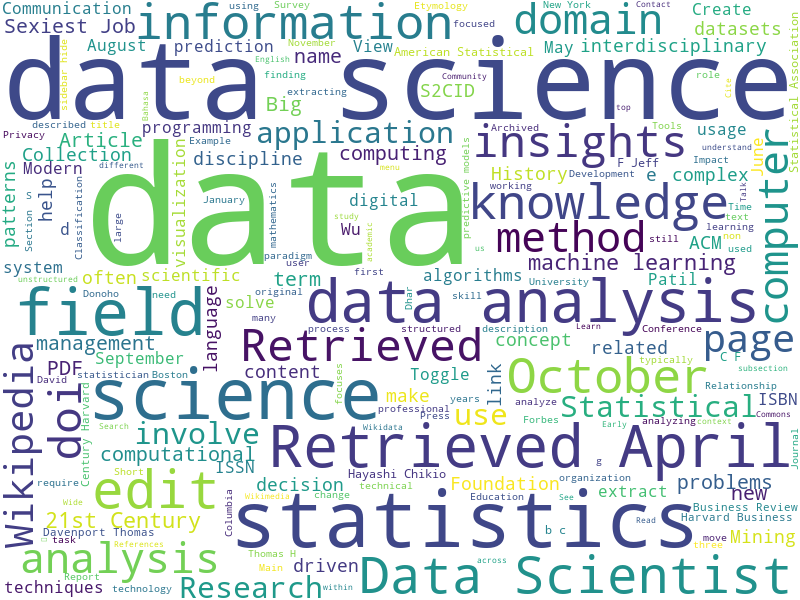 Communication using Survey Etymology New York Contact Create
Sexiest Job information focused domain datasets
August prediction November View American Statistical May interdisciplinary
sidebar hide name
data science
English finding Community role
beyond extracting S2CID Cite
Bahasa Big top Statistical Association
described title programming Archived Tools
Privacy Article Example application insights usage June
Collection discipline computing understand
Modern different F Jeff Impact
patterns help visualization menu History Development e complex
data
January digital predictive models working knowledge Time Talk
Section S Classification large mathematics study text computer
d Wu us method still ACM non used learning
system paradigm academic machine learning
unstructured often scientific user first term algorithms University Patil
Donoho need original Dhar skill
field language solve many data analysis
process structured description Learn Conference
management Retrieved concept related page
September content Toggle typically C F subsection
PDF David statistician Boston focuses link October Relationship
science make years analyze ISBN
Wikipedia doi Century Harvard professional use Statistical Commons
Search Press Forbes Early analyzing context
involve Wikidata Journal
computational Retrieved April
Short ISSN Hayashi Chikio g problems
require edit decision technical Foundation organization extract new
Wide Wikimedia change Education See Business Review
21st Century Columbia statistics Read Harvard Business
Davenport Thomas b c move Mining
task References three
analysis Thomas H driven across
Report Main
techniques technology Research within Data Scientist